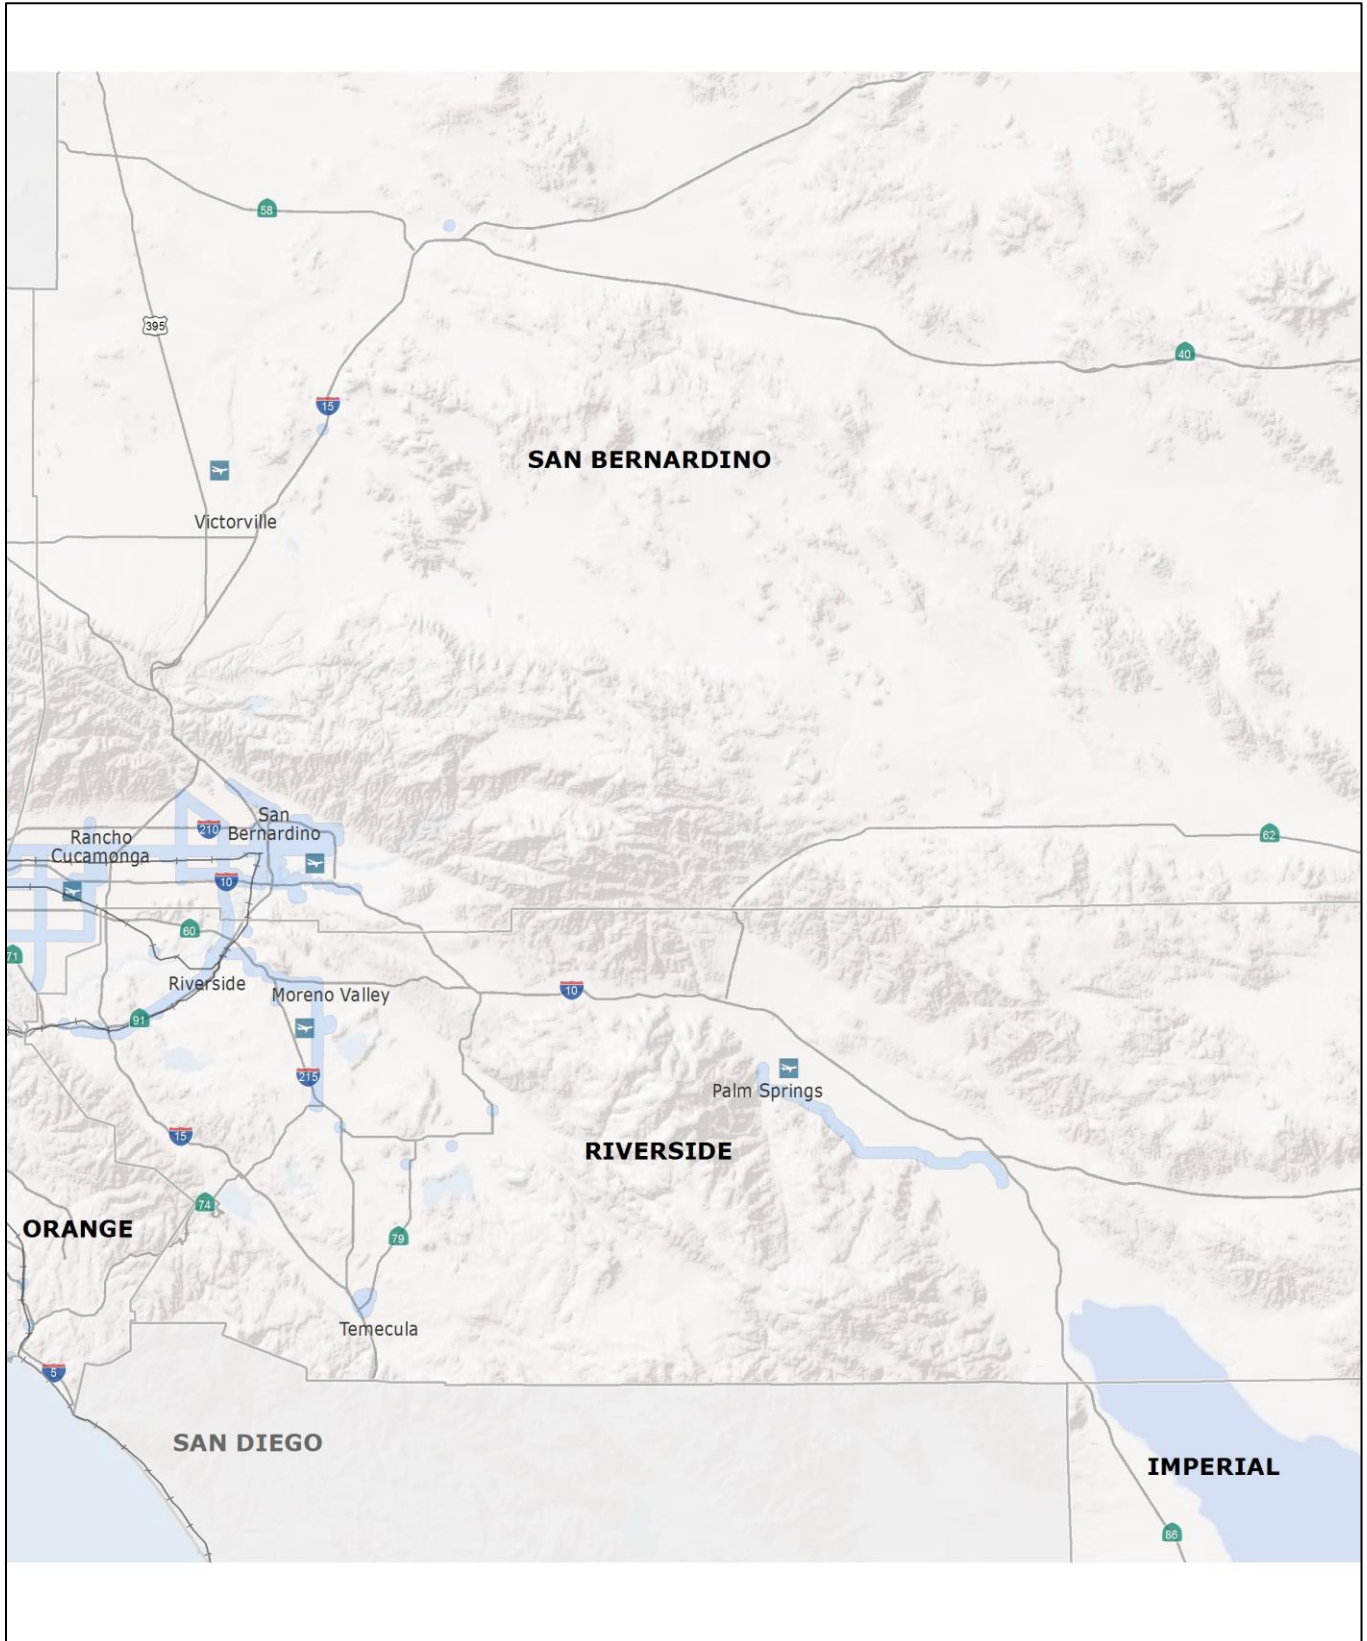 58
395
40
15
SAN BERNARDINO
Victorville
San
Bernardino
210
Rancho
Cucamonga
62
10
60
71
Riverside
Moreno Valley
10
91
215
Palm Springs
15
RIVERSIDE
74
ORANGE
79
Temecula
5
SAN DIEGO
IMPERIAL
86